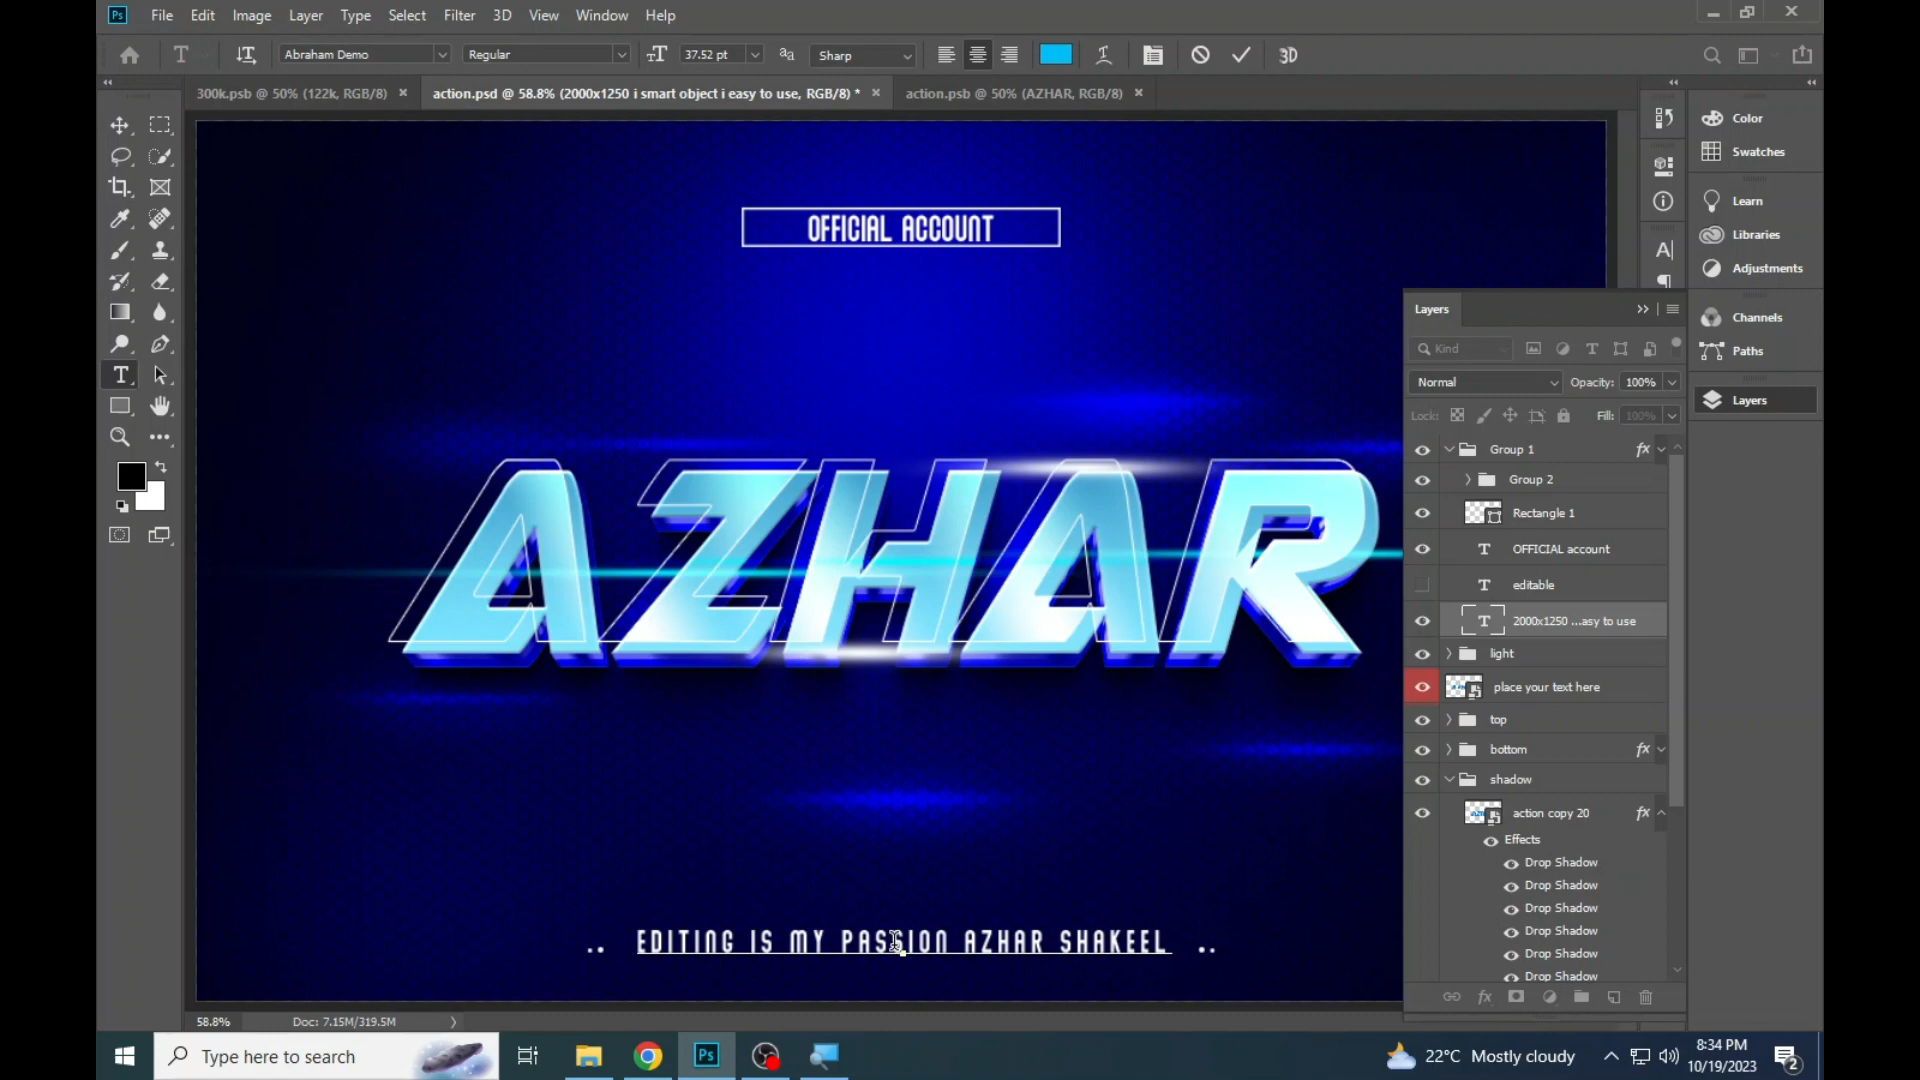 Ps File Edit Image Layer Type Select Filter 3D View Window Help
T Abraham Demo Regular 37.52 pt Sharp 3D
300k.psb @ 50% (122k, RGB/8) action.psd @ 58.8% (2000x1250 i smart object i easy to use, RGB/8) * action.psb @ 50% (AZHAR, RGB/8)
OFFICIAL ACCOUNT
AZHAR
.. EDITING IS MY PASSION AZHAR SHAKEEL ..
Color
Swatches
Learn
Libraries
Adjustments
Channels
Paths
Layers
Layers
Kind
Normal Opacity: 100%
Lock: Fill: 100%
Group 1 fx
Group 2
Rectangle 1
T OFFICIAL account
T editable
T 2000x1250 ...asy to use
light
place your text here
top
bottom fx
shadow
action copy 20 fx
Effects
Drop Shadow
Drop Shadow
Drop Shadow
Drop Shadow
Drop Shadow
Drop Shadow
58.8% Doc: 7.15M/319.5M
Type here to search Ps 22°C Mostly cloudy 8:34 PM
10/19/2023 2